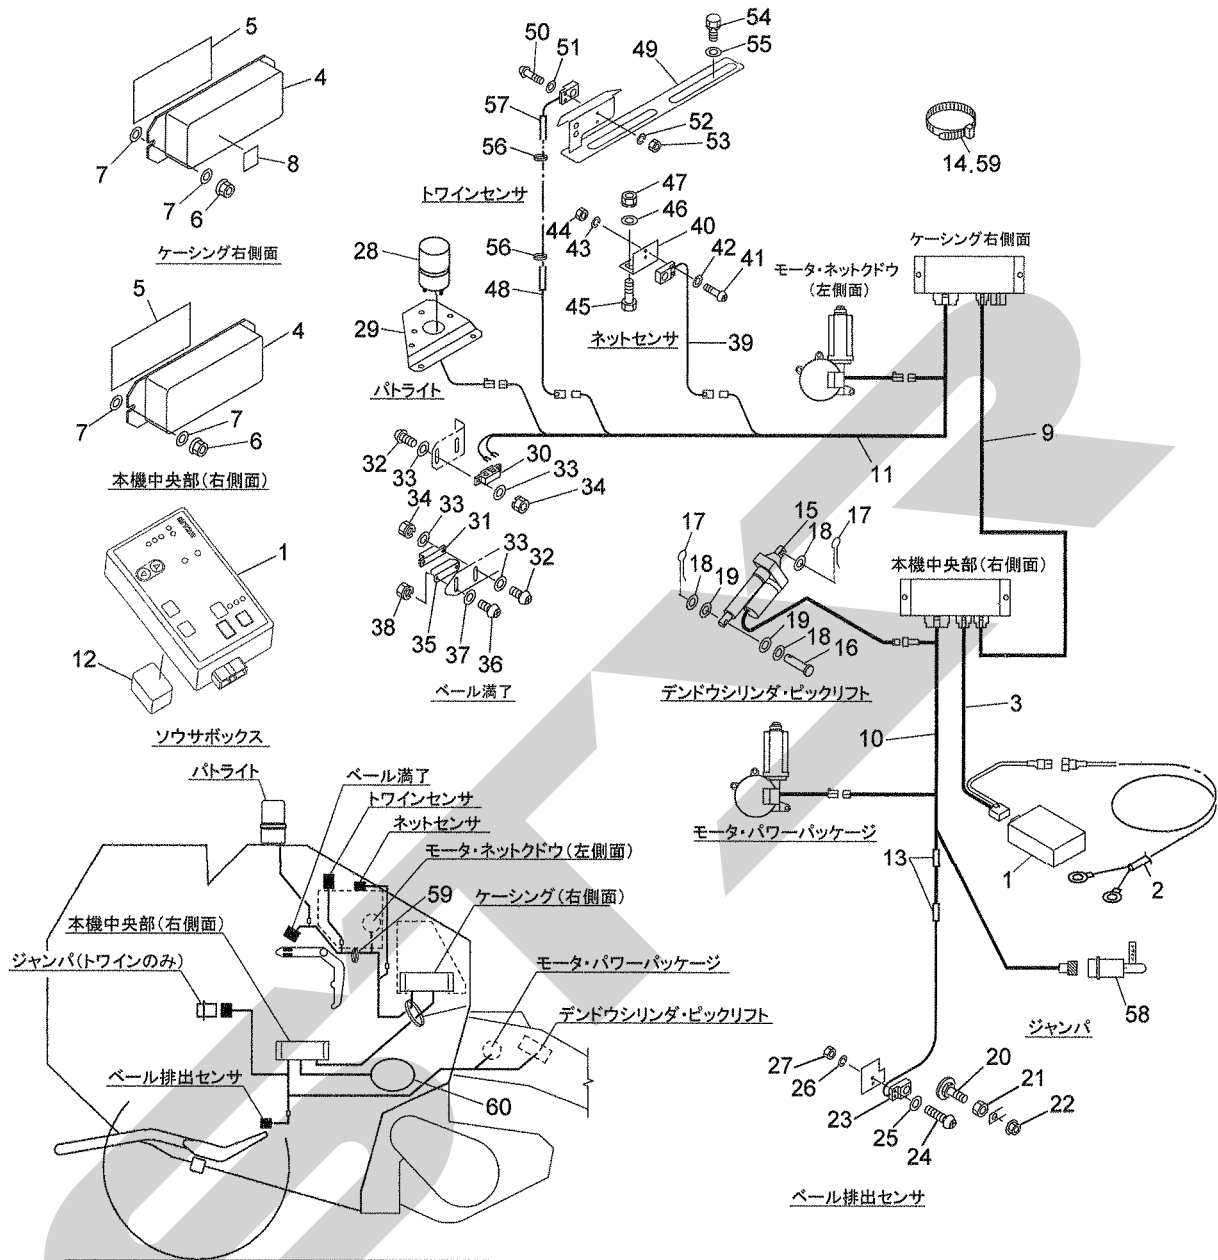 50
51
54
55
49
5
4
57
52
53
56
14.59
7
8
7
6
トワインセンサ
47
46
44
43
40
42
41
ケーシング右側面
28
56
48
45
ネットセンサ
39
モータ・ネットクドウ
(左側面)
ケーシング右側面
5
4
29
パトライト
7
7
6
本機中央部(右側面)
32
33
30
33
34
11
9
34
33
31
33
32
38
35
37
36
ベール満了
17
15
18
17
18
19
19
18
16
デンドウシリンダ・ピックリフト
本機中央部(右側面)
1
12
ソウサボックス
3
10
モータ・パワーパッケージ
1
2
13
58
ジャンパ
パトライト
ベール満了
トワインセンサ
ネットセンサ
モータ・ネットクドウ(左側面)
59
ケーシング(右側面)
本機中央部(右側面)
ジャンパ(トワインのみ)
モータ・パワーパッケージ
デンドウシリンダ・ピックリフト
ベール排出センサ
60
27
26
23
25
24
20
21
22
ベール排出センサ